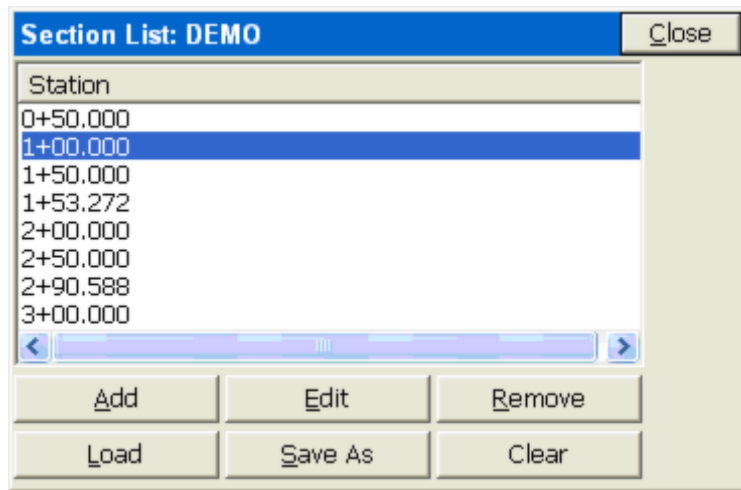 Section List: DEMO Close
Station
0+50.000
1+00.000
1+50.000
1+53.272
2+00.000
2+50.000
2+90.588
3+00.000
Add Edit Remove
Load Save As Clear